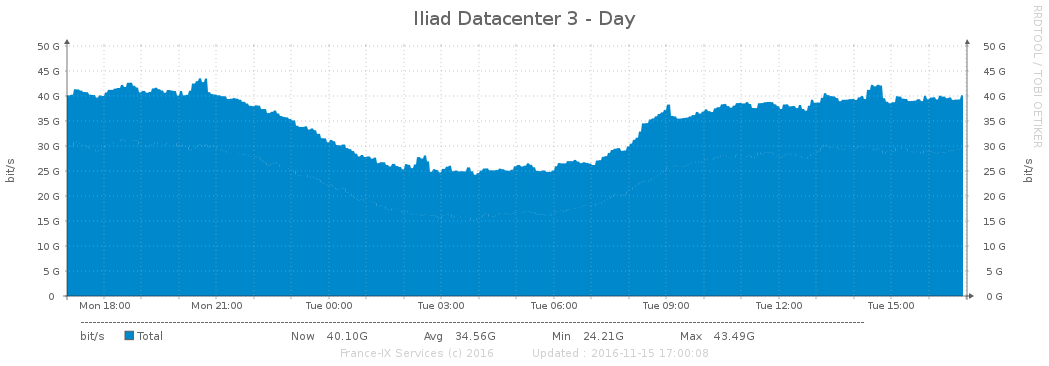 Iliad Datacenter 3 - Day
RRDTOOL / TOBI OETIKER
50 G 50 G
45 G 45 G
40 G 40 G
35 G 35 G
30 G 30 G
25 G 25 G
20 G 20 G
15 G 15 G
10 G 10 G
5 G 5 G
0 0 G
bit/s bit/s
Mon 18:00 Mon 21:00 Tue 00:00 Tue 03:00 Tue 06:00 Tue 09:00 Tue 12:00 Tue 15:00
bit/s Total Now 40.10G Avg 34.56G Min 24.21G Max 43.49G
France-IX Services (c) 2016 Updated : 2016-11-15 17:00:08